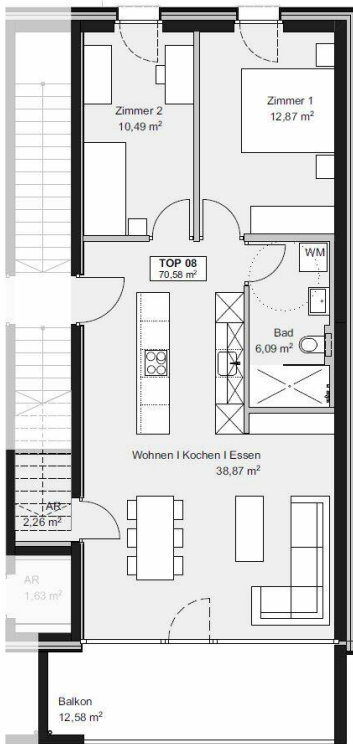 Zimmer 2
10,49 m²
Zimmer 1
12,87 m²
TOP 08
70,58 m²
WM
Bad
6,09 m²
Wohnen I Kochen I Essen
38,87 m²
AR
2,26 m²
AR
1,63 m²
Balkon
12,58 m²